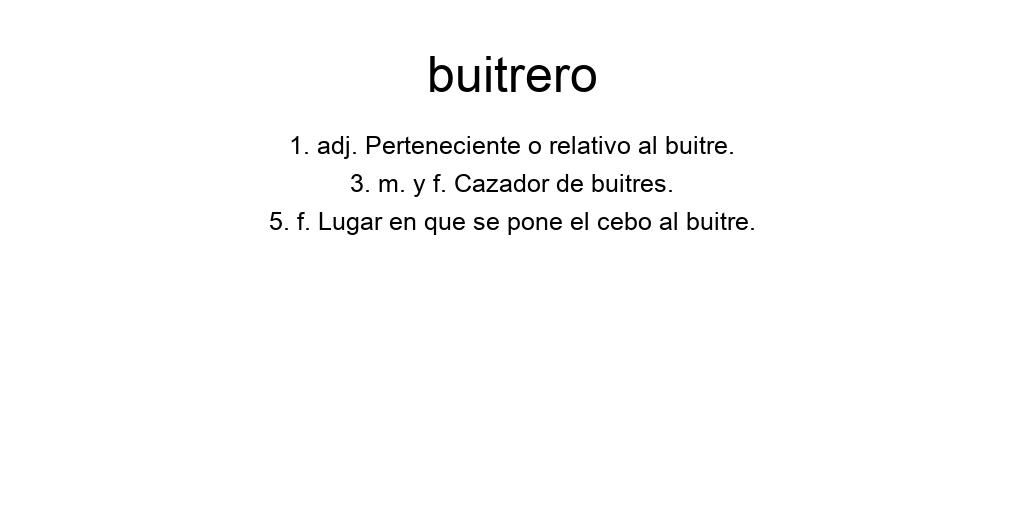 buitrero
1. adj. Perteneciente o relativo al buitre.
3. m. y f. Cazador de buitres.
5. f. Lugar en que se pone el cebo al buitre.